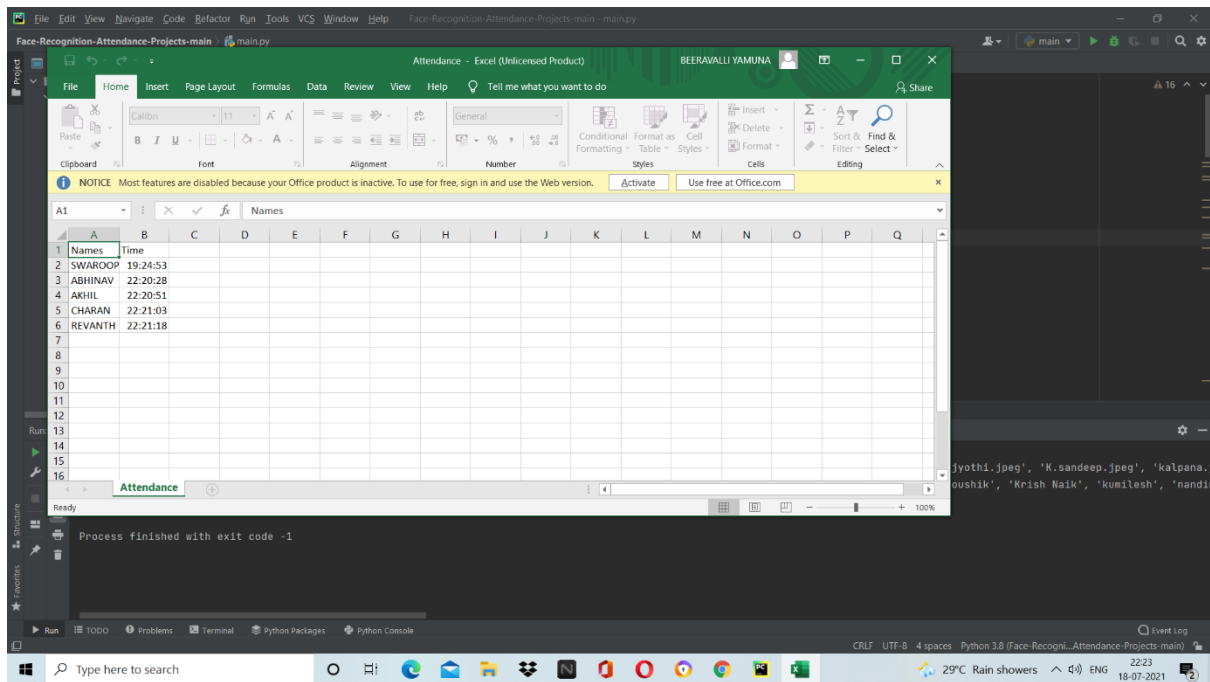 File Edit View Navigate Code Refactor Run Tools VCS Window Help Face-Recognition-Attendance-Projects-main - main.py
Face-Recognition-Attendance-Projects-main main.py main
Project
Attendance - Excel (Unlicensed Product) BEERAVALLI YAMUNA
File Home Insert Page Layout Formulas Data Review View Help Tell me what you want to do Share
16
Paste Calibri 11 General Conditional Formatting Format as Table Cell Styles Insert Delete Format Sort & Filter Find & Select
B I U
Clipboard Font Alignment Number Styles Cells Editing
NOTICE Most features are disabled because your Office product is inactive. To use for free, sign in and use the Web version. Activate Use free at Office.com
A1 fx Names
A B C D E F G H I J K L M N O P Q
1 Names Time
2 SWAROOP 19:24:53
3 ABHINAV 22:20:28
4 AKHIL 22:20:51
5 CHARAN 22:21:03
6 REVANTH 22:21:18
7
8
9
10
11
12
13
14
15
16
Run:
jyothi.jpeg', 'K.sandeep.jpeg', 'kalpana.
oushik', 'Krish Naik', 'kumilesh', 'nandi
Attendance
Ready 100%
Process finished with exit code -1
Structure
Favorites
Run TODO Problems Terminal Python Packages Python Console Event Log
CRLF UTF-8 4 spaces Python 3.8 (Face-Recogni...Attendance-Projects-main)
Type here to search 29°C Rain showers ENG 22:23
18-07-2021 2